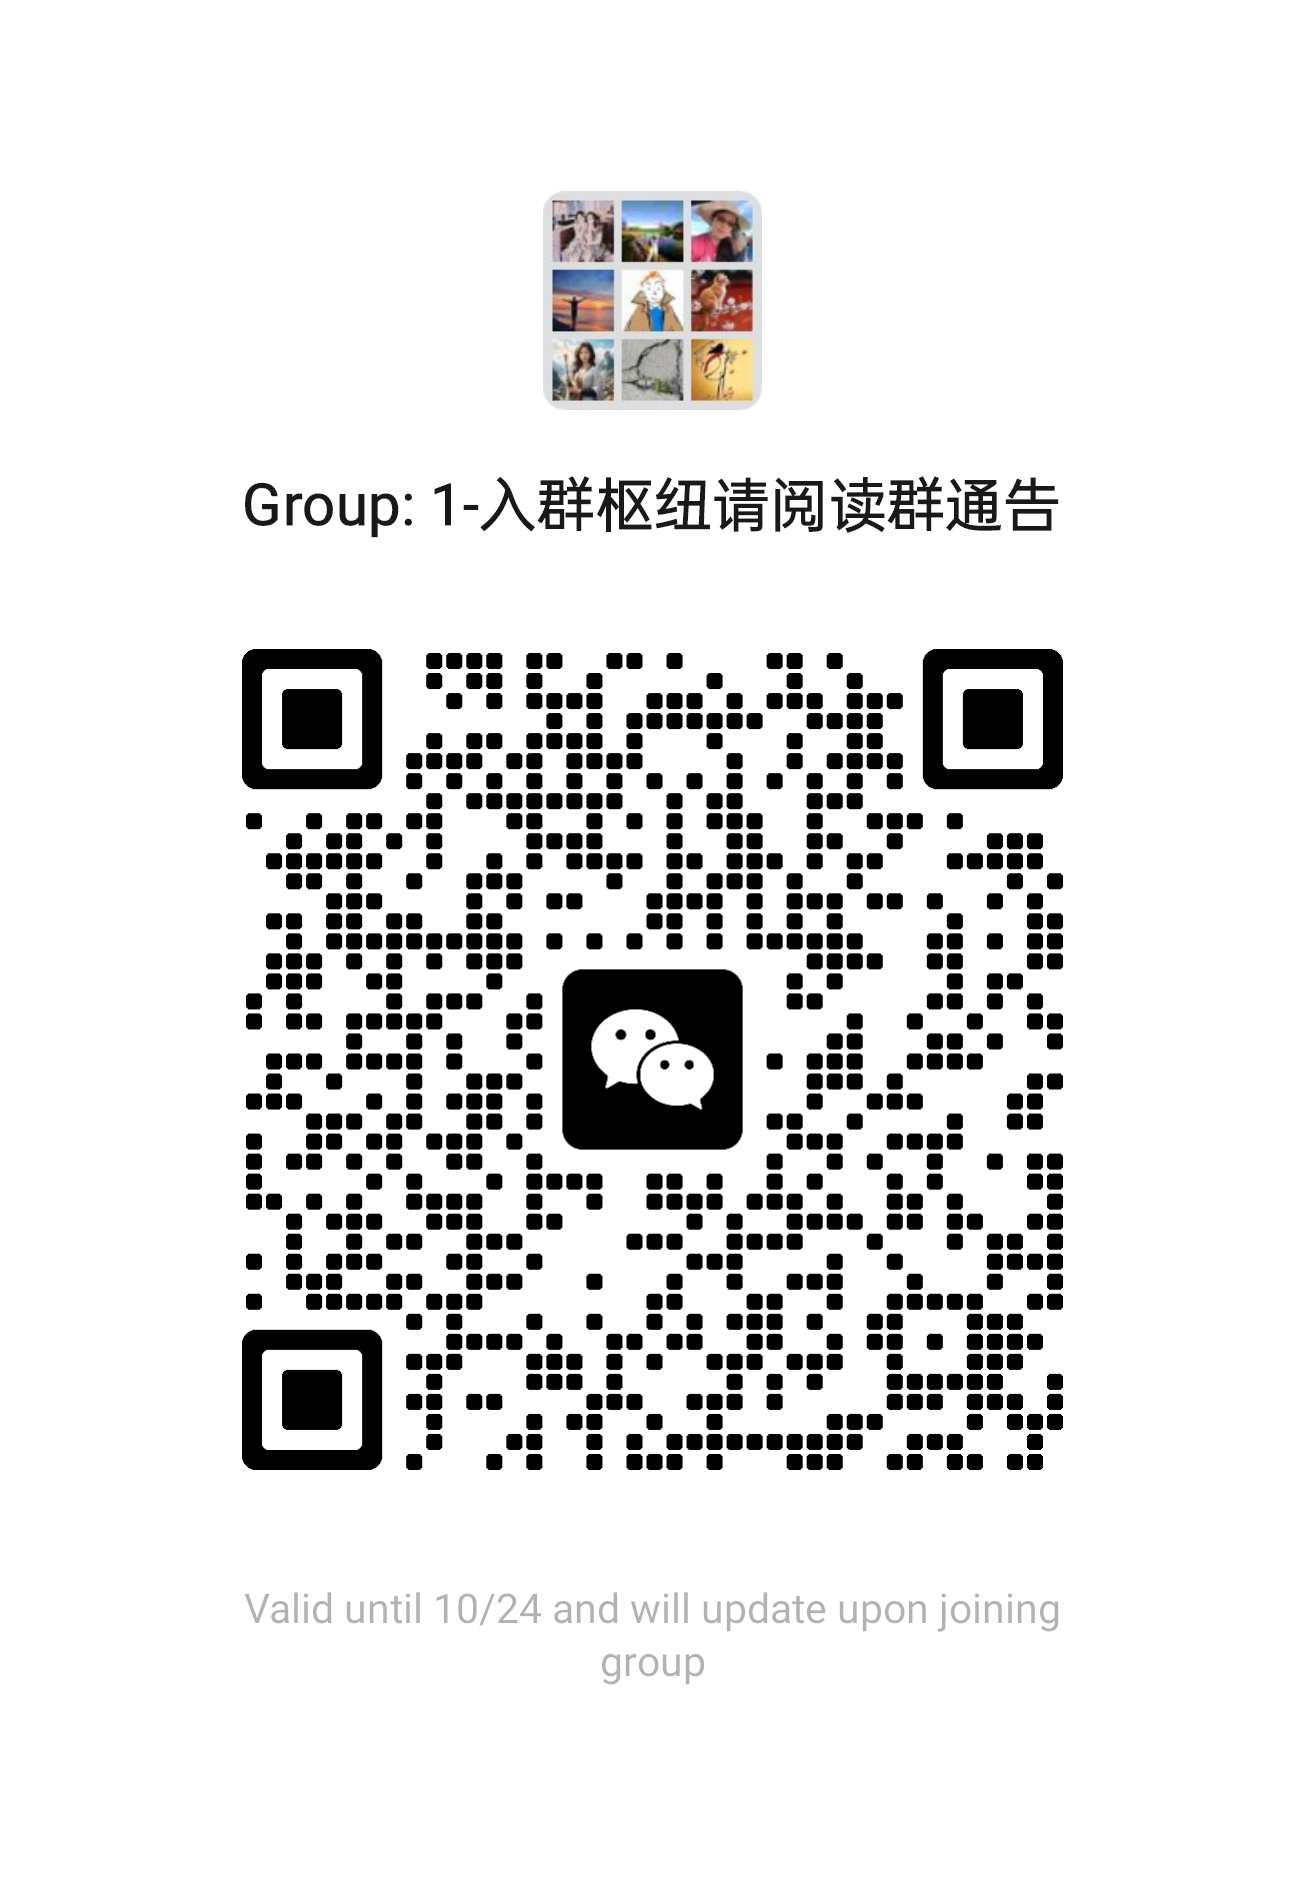 Group: 1-入群枢纽请阅读群通告
Valid until 10/24 and will update upon joining
group